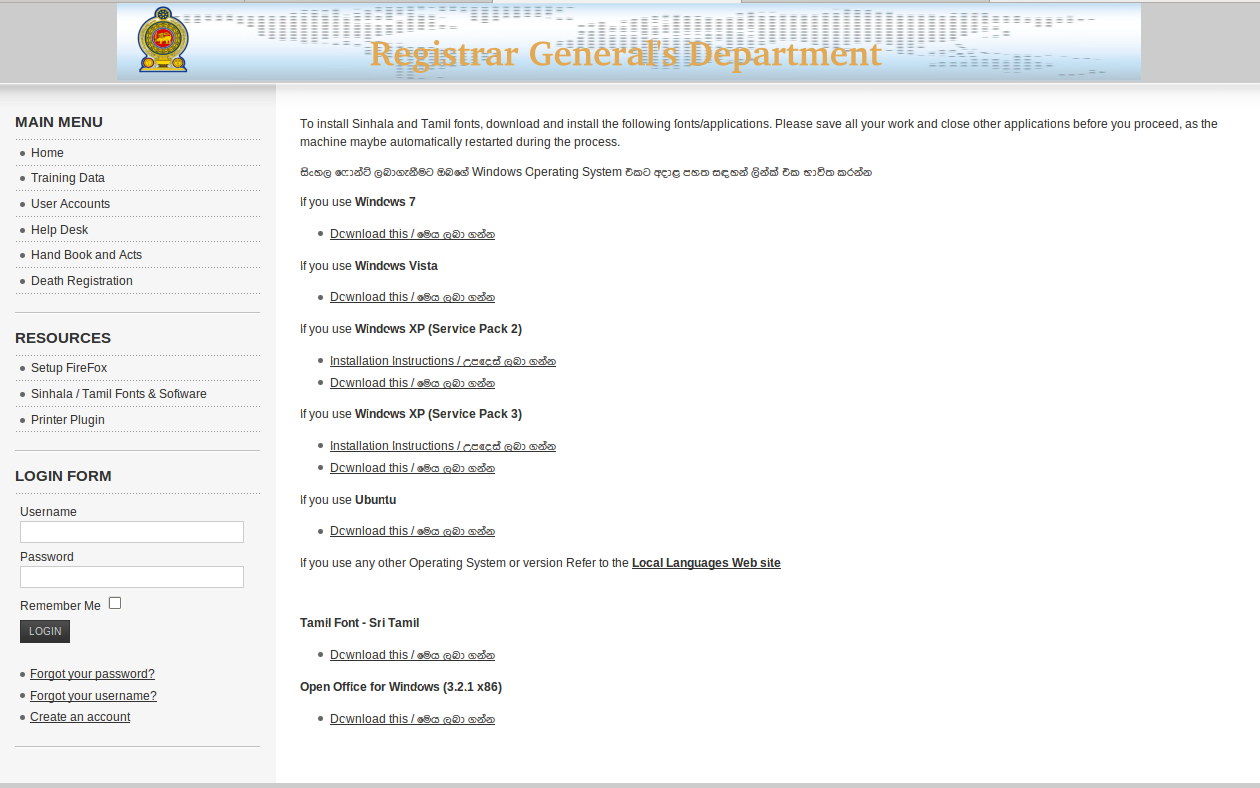 Registrar General's Department
MAIN MENU
Home
Training Data
User Accounts
Help Desk
Hand Book and Acts
Death Registration
RESOURCES
Setup FireFox
Sinhala / Tamil Fonts & Software
Printer Plugin
LOGIN FORM
Username
Password
Remember Me
LOGIN
Forgot your password?
Forgot your username?
Create an account
To install Sinhala and Tamil fonts, download and install the following fonts/applications. Please save all your work and close other applications before you proceed, as the
machine maybe automatically restarted during the process.
සිංහල ෆොන්ට් ලබාගැනීමට ඔබගේ Windows Operating System එකට අදාළ පහත සඳහන් ලින්ක් එක භාවිත කරන්න
If you use Windows 7
Download this / මෙය ලබා ගන්න
If you use Windows Vista
Download this / මෙය ලබා ගන්න
If you use Windows XP (Service Pack 2)
Installation Instructions / උපදෙස් ලබා ගන්න
Download this / මෙය ලබා ගන්න
If you use Windows XP (Service Pack 3)
Installation Instructions / උපදෙස් ලබා ගන්න
Download this / මෙය ලබා ගන්න
If you use Ubuntu
Download this / මෙය ලබා ගන්න
If you use any other Operating System or version Refer to the Local Languages Web site
Tamil Font - Sri Tamil
Download this / මෙය ලබා ගන්න
Open Office for Windows (3.2.1 x86)
Download this / මෙය ලබා ගන්න